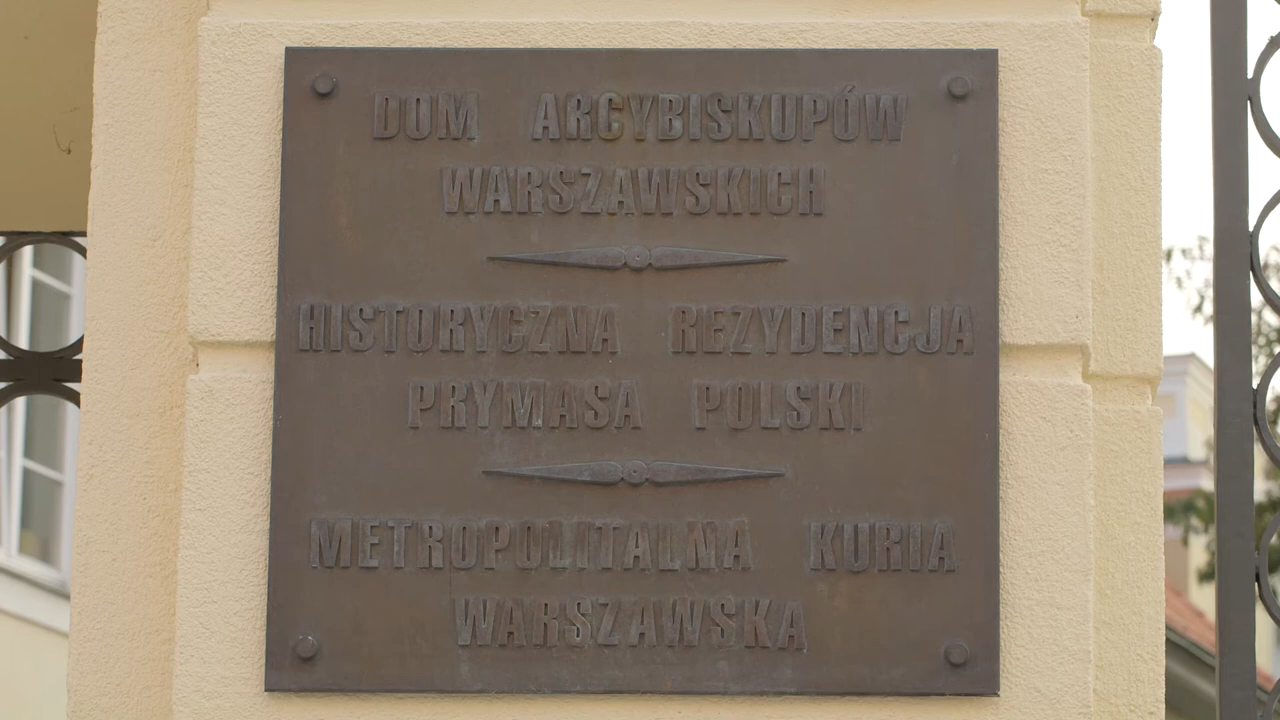 DOM ARCYBISKUPÓW
WARSZAWSKICH
HISTORYCZNA REZYDENCJA
PRYMASA POLSKI
METROPOLITALNA KURIA
WARSZAWSKA